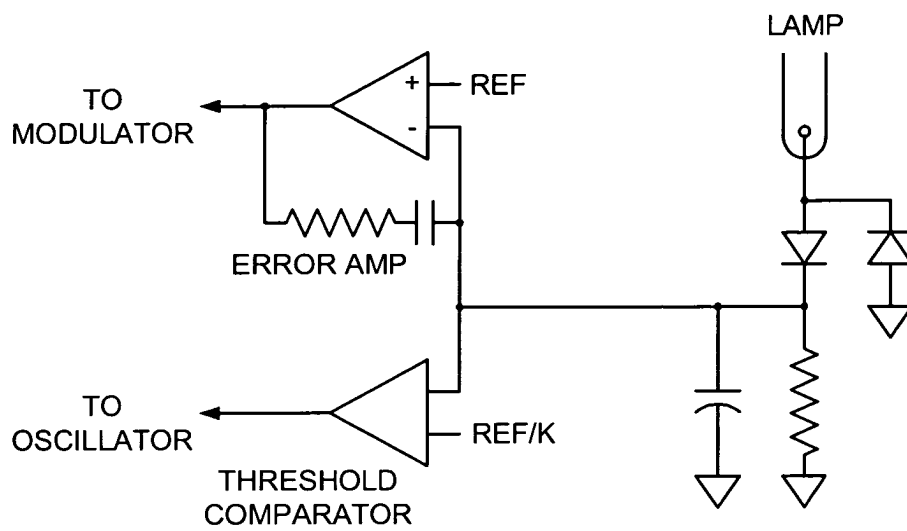 LAMP
TO
MODULATOR
+
REF
-
ERROR AMP
TO
OSCILLATOR
REF/K
THRESHOLD
COMPARATOR